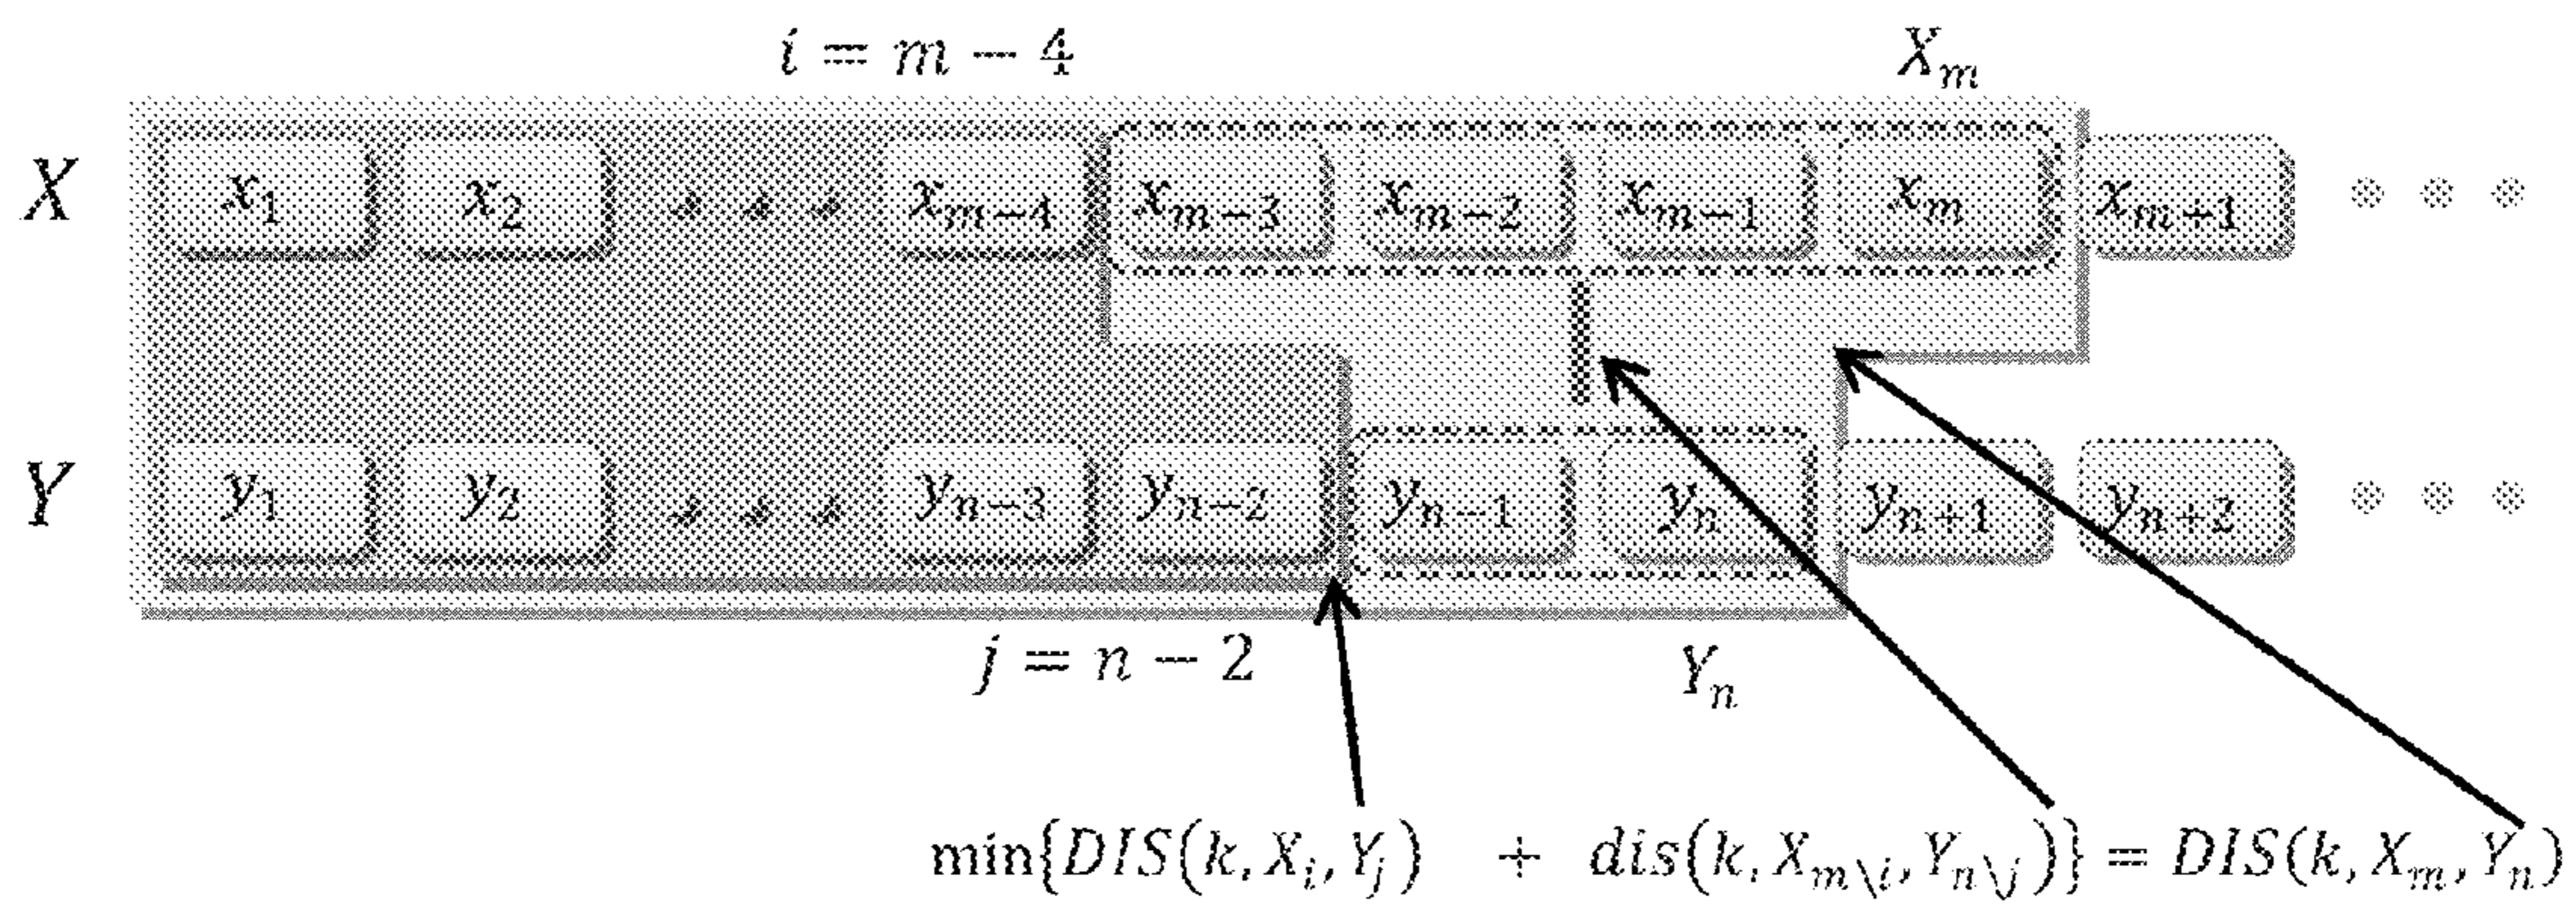 i = m − 4 X_m
X x_1 x_2 ... x_{m−4} x_{m−3} x_{m−2} x_{m−1} x_m x_{m+1} ...
Y y_1 y_2 ... y_{n−3} y_{n−2} y_{n−1} y_n y_{n+1} y_{n+2} ...
j = n − 2 Y_n
min{DIS(k, X_i, Y_j) + dis(k, X_{m\i}, Y_{n\j})} = DIS(k, X_m, Y_n)